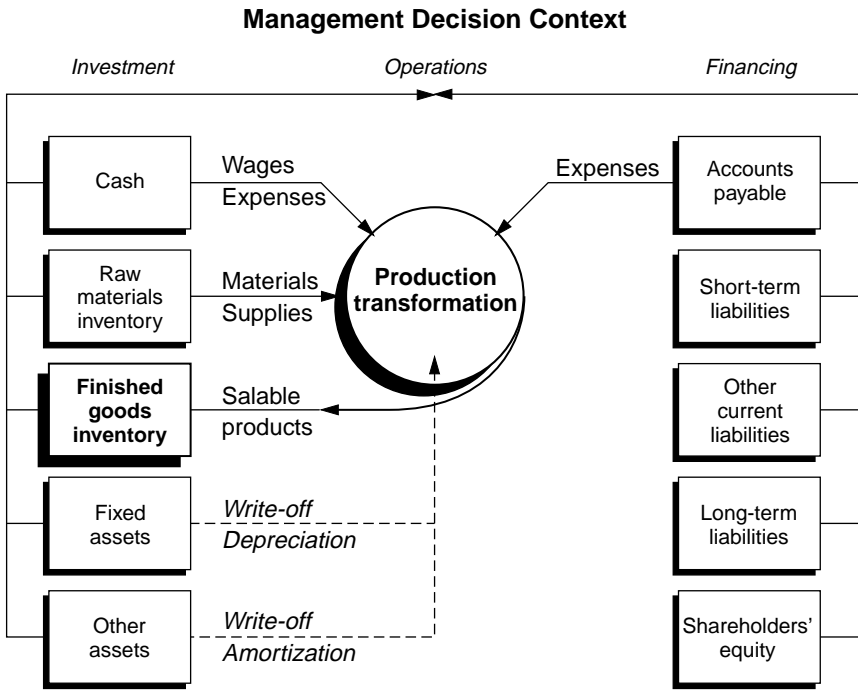 Management Decision Context
Investment
Operations
Financing
Cash
Wages
Expenses
Expenses
Accounts
payable
Raw
materials
inventory
Materials
Supplies
Production
transformation
Short-term
liabilities
Finished
goods
inventory
Salable
products
Other
current
liabilities
Fixed
assets
Write-off
Depreciation
Long-term
liabilities
Other
assets
Write-off
Amortization
Shareholders’
equity